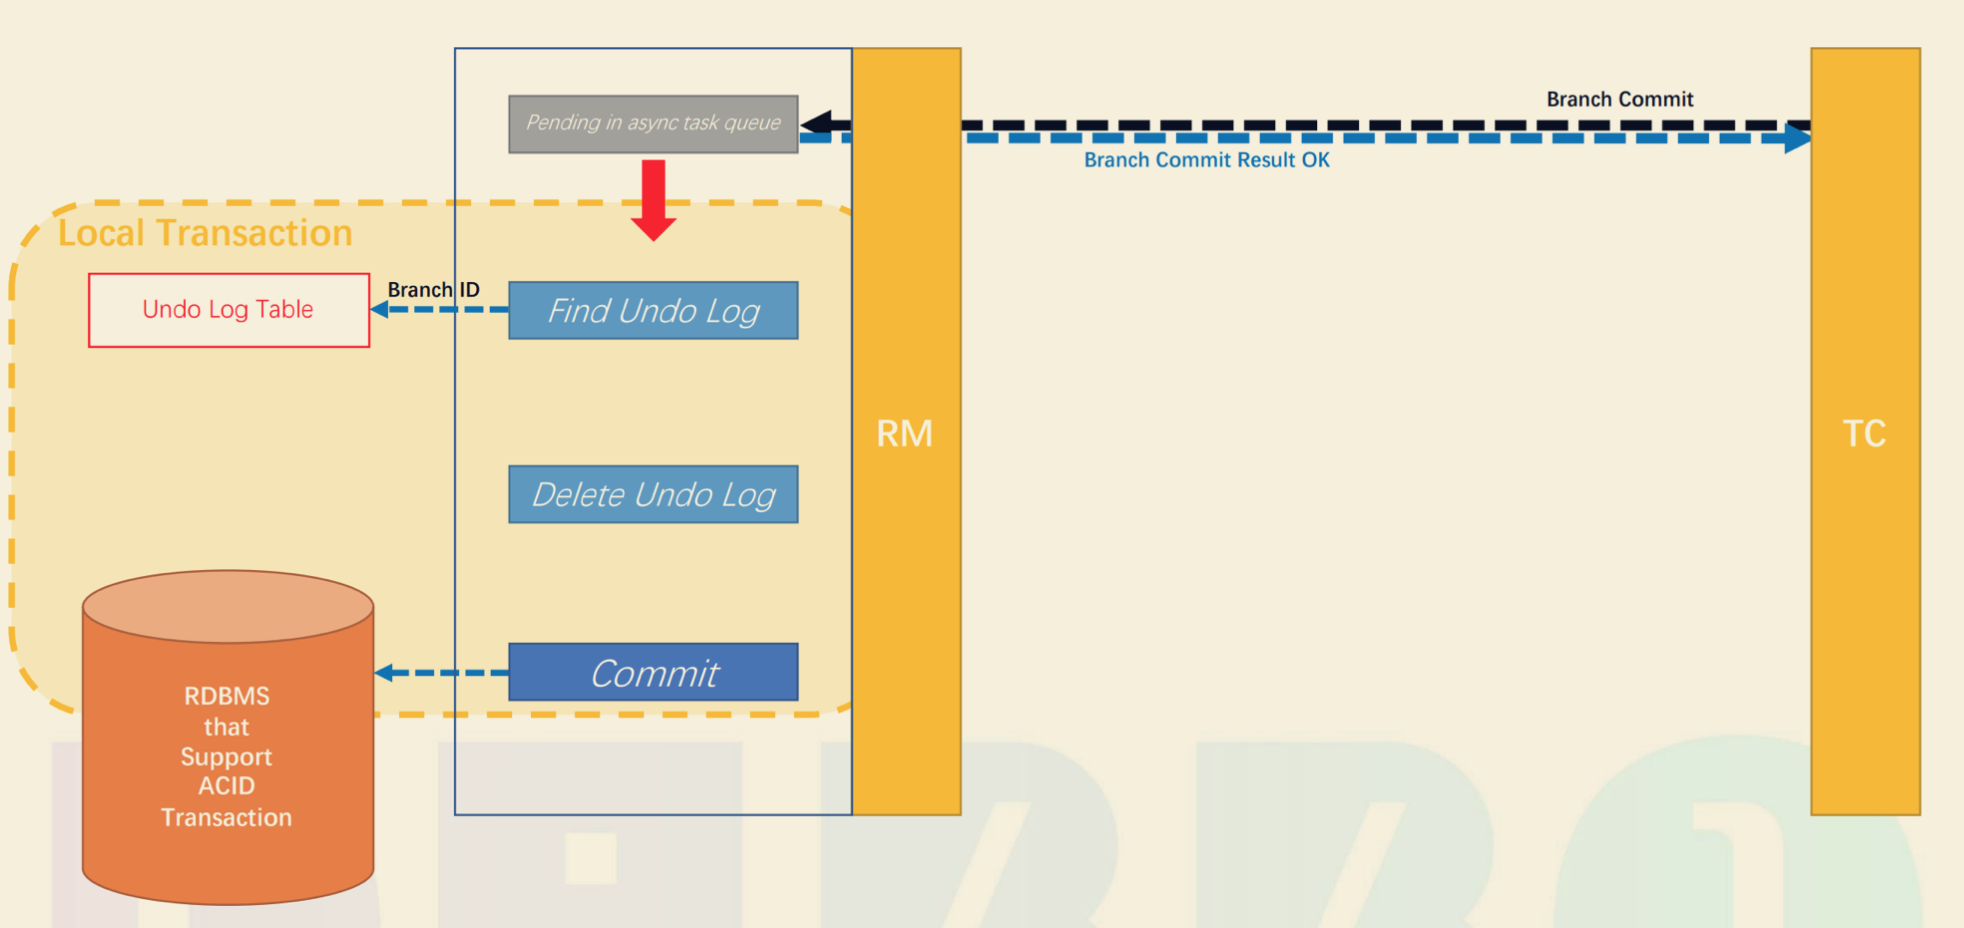 Branch Commit
Pending in async task queue
Branch Commit Result OK
Local Transaction
Branch ID
Undo Log Table
Find Undo Log
RM
TC
Delete Undo Log
Commit
RDBMS
that
Support
ACID
Transaction